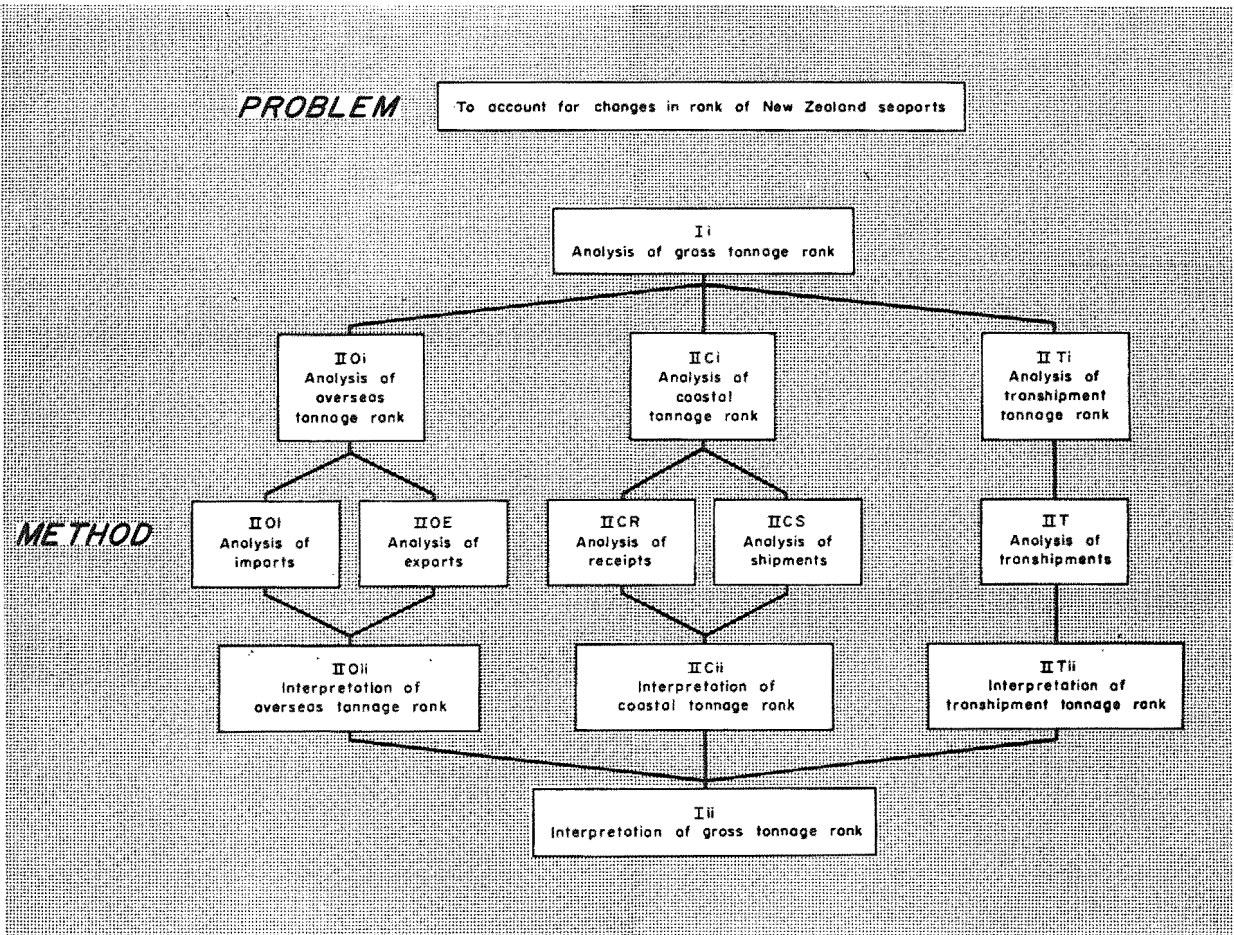 PROBLEM
To account for changes in rank of New Zealand seaports
I i
Analysis of gross tonnage rank
II Oi
Analysis of
overseas
tonnage rank
II Ci
Analysis of
coastal
tonnage rank
II Ti
Analysis of
transhipment
tonnage rank
METHOD
II OI
Analysis of
imports
II OE
Analysis of
exports
II CR
Analysis of
receipts
II CS
Analysis of
shipments
II T
Analysis of
transhipments
II Oii
Interpretation of
overseas tonnage rank
II Cii
Interpretation of
coastal tonnage rank
II Tii
Interpretation of
transhipment tonnage rank
I ii
Interpretation of gross tonnage rank